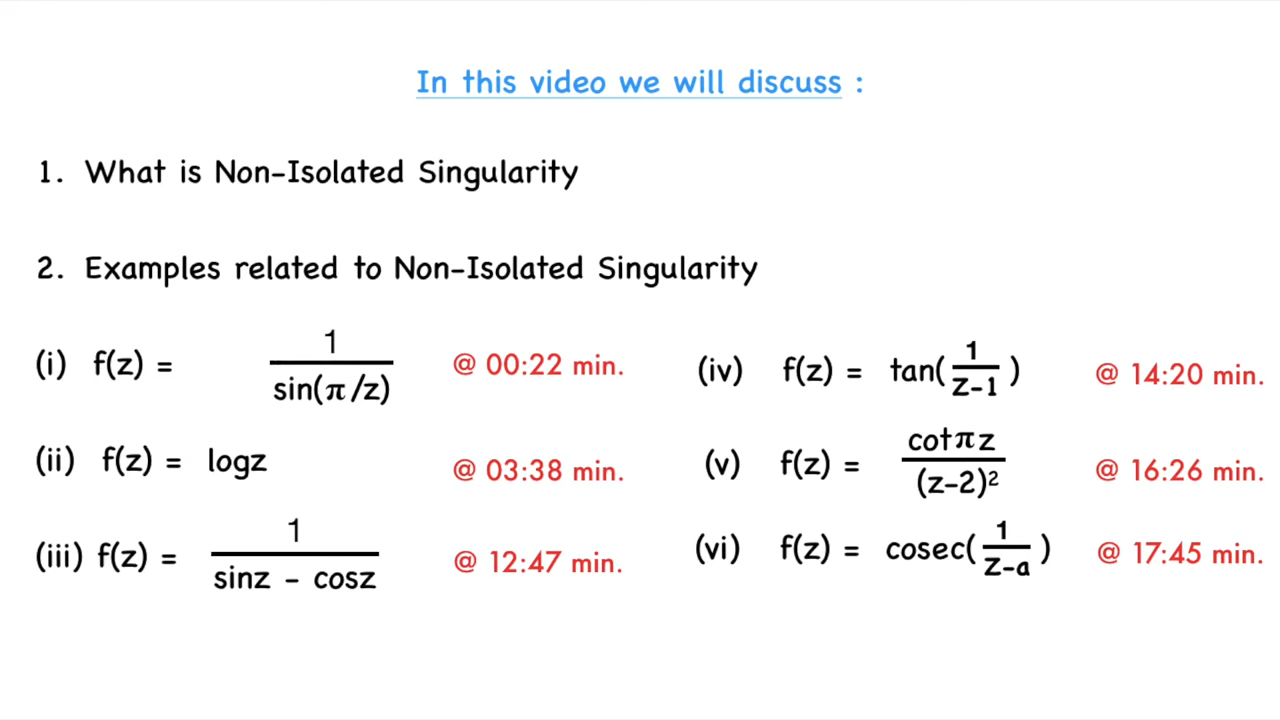 In this video we will discuss :
1. What is Non-Isolated Singularity
2. Examples related to Non-Isolated Singularity
(i) f(z) = 1/sin(π/z) @ 00:22 min.
(ii) f(z) = logz @ 03:38 min.
(iii) f(z) = 1/(sinz - cosz) @ 12:47 min.
(iv) f(z) = tan(1/(z-1)) @ 14:20 min.
(v) f(z) = cotπz/(z-2)² @ 16:26 min.
(vi) f(z) = cosec(1/(z-a)) @ 17:45 min.